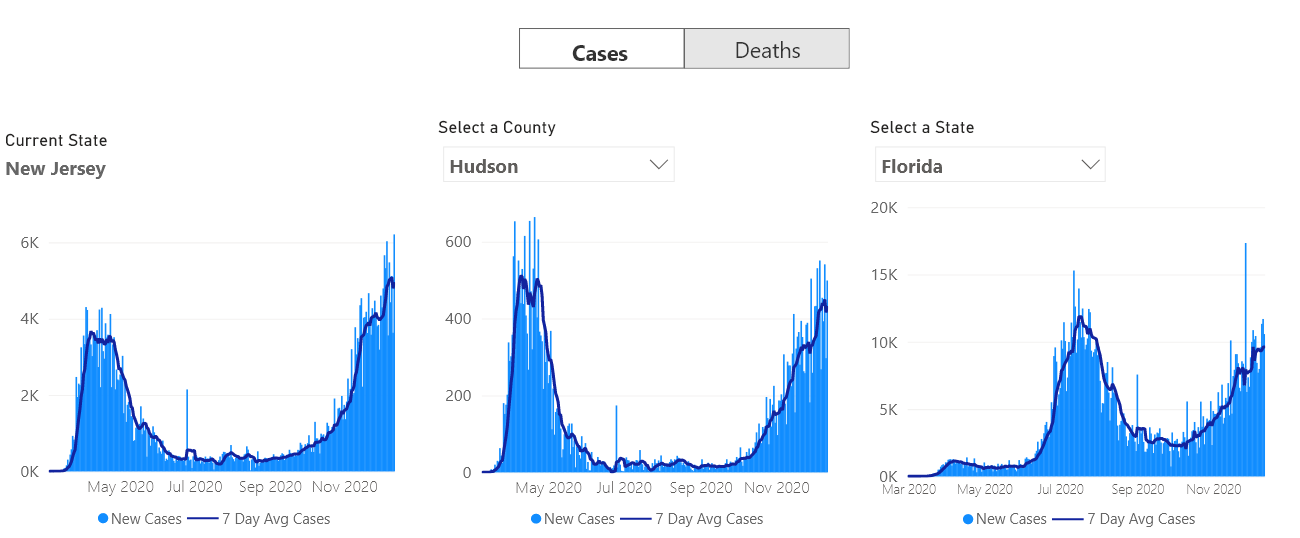 Cases
Deaths
Current State
New Jersey
6K
4K
2K
0K
May 2020 Jul 2020 Sep 2020 Nov 2020
New Cases 7 Day Avg Cases
Select a County
Hudson
600
400
200
0
May 2020 Jul 2020 Sep 2020 Nov 2020
New Cases 7 Day Avg Cases
Select a State
Florida
20K
15K
10K
5K
0K
Mar 2020 May 2020 Jul 2020 Sep 2020 Nov 2020
New Cases 7 Day Avg Cases